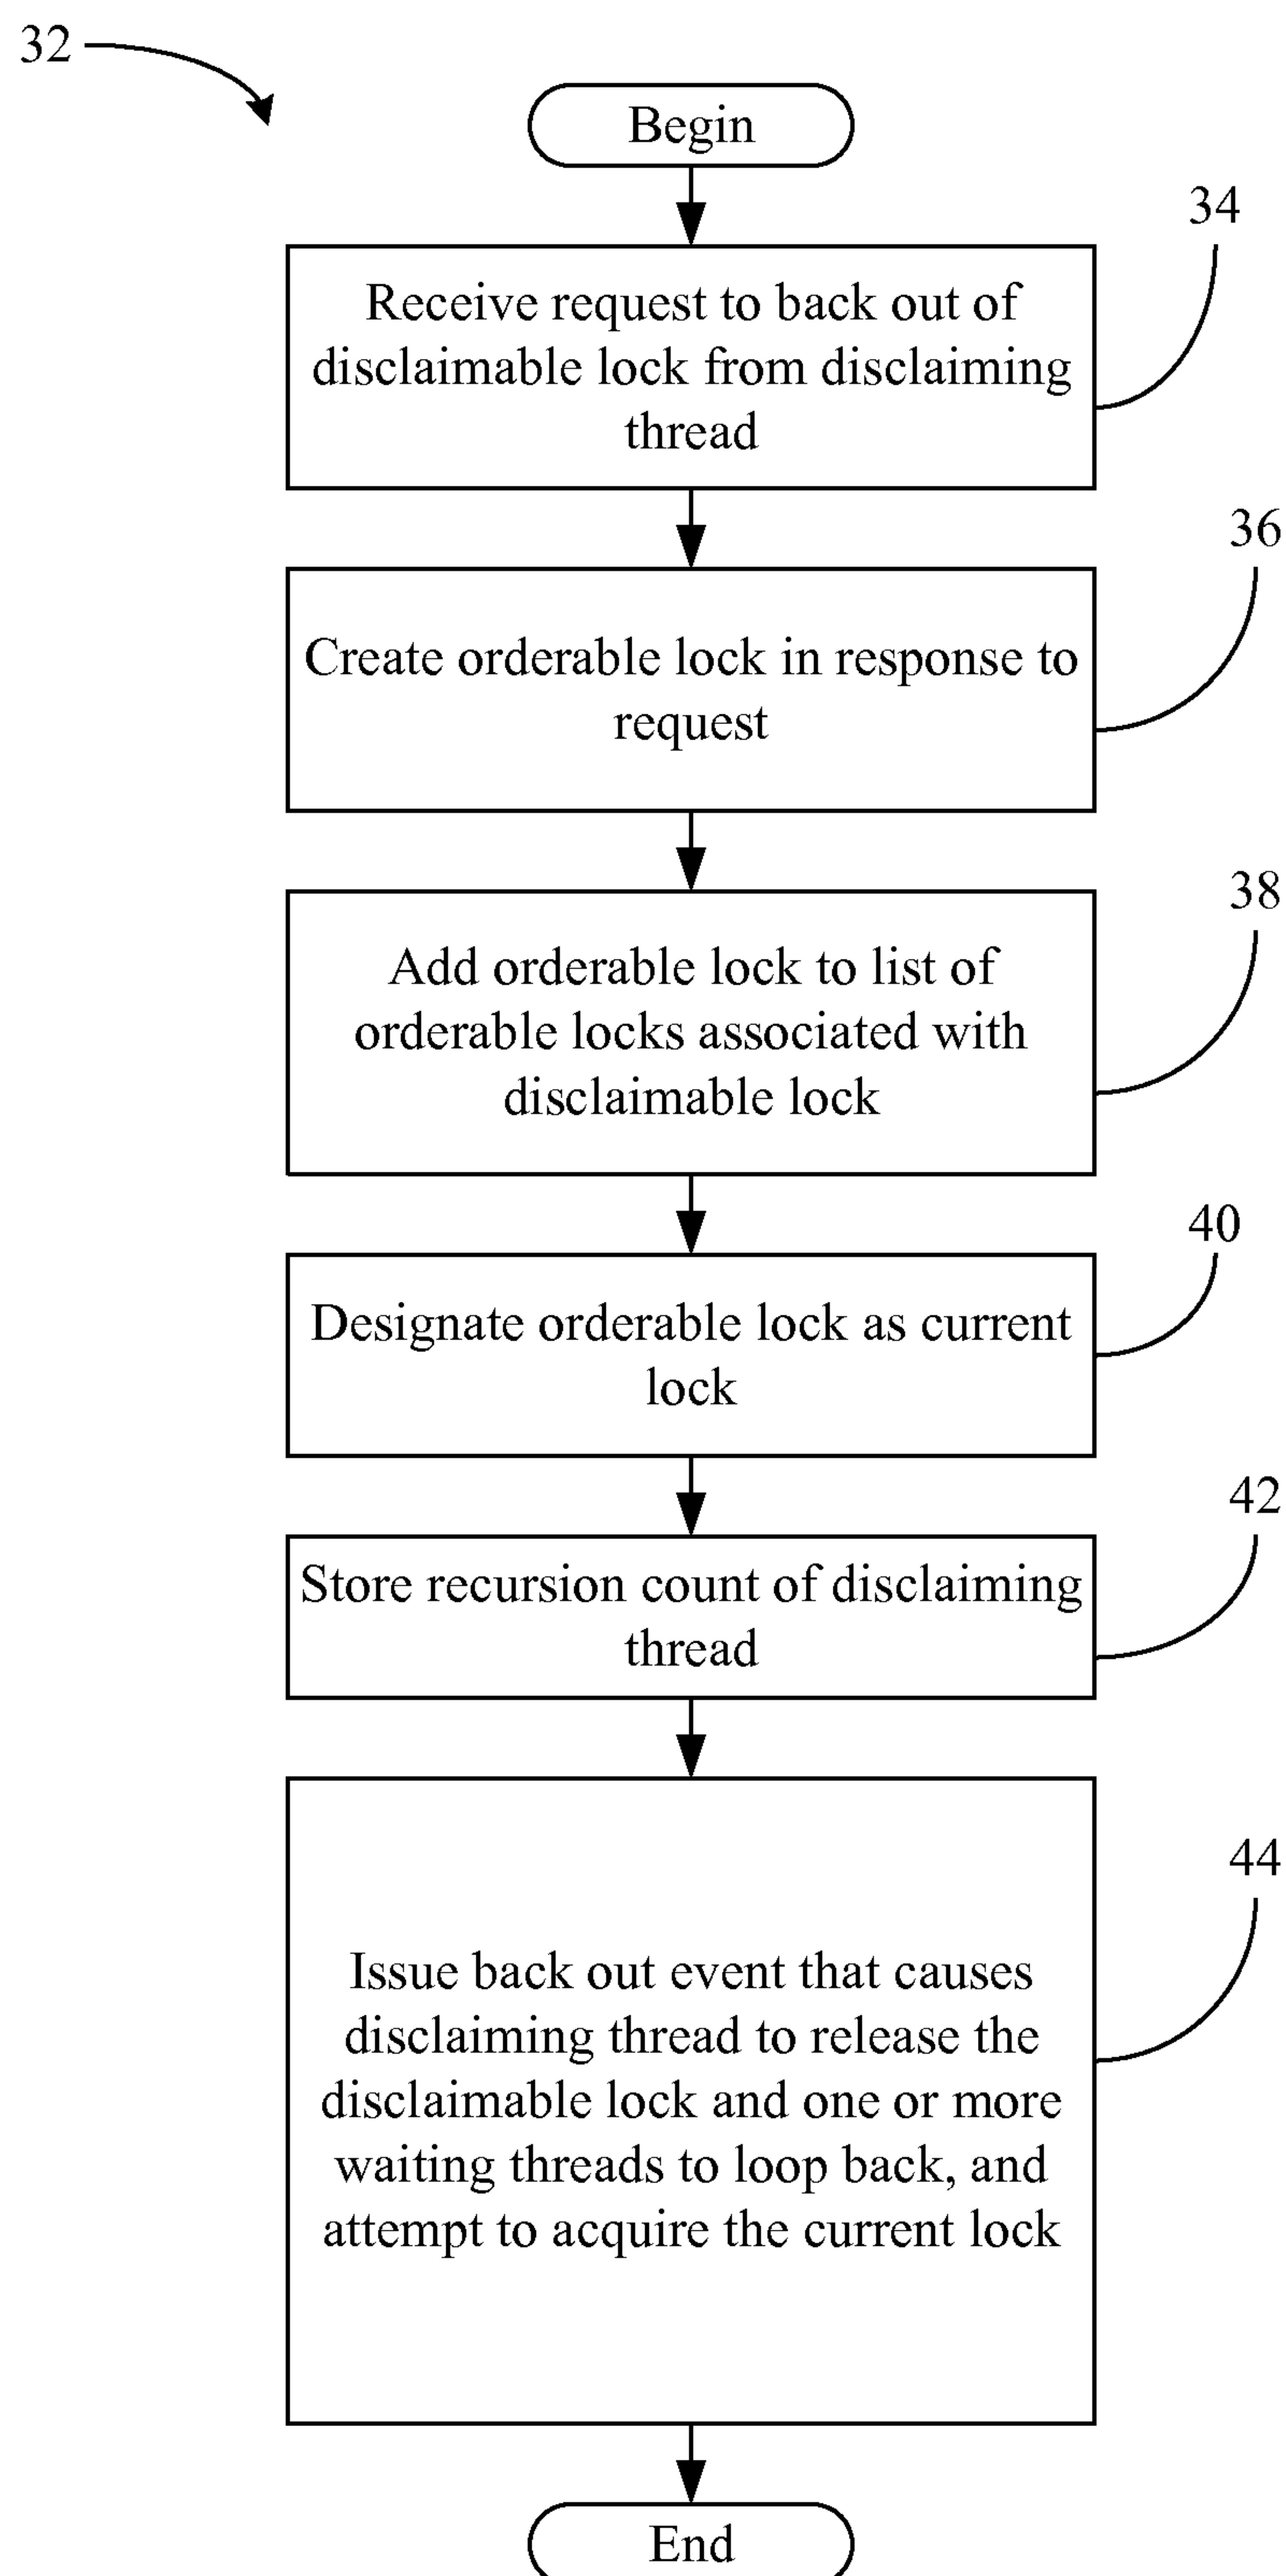 32
Begin
34
Receive request to back out of
disclaimable lock from disclaiming
thread
36
Create orderable lock in response to
request
38
Add orderable lock to list of
orderable locks associated with
disclaimable lock
40
Designate orderable lock as current
lock
42
Store recursion count of disclaiming
thread
44
Issue back out event that causes
disclaiming thread to release the
disclaimable lock and one or more
waiting threads to loop back, and
attempt to acquire the current lock
End